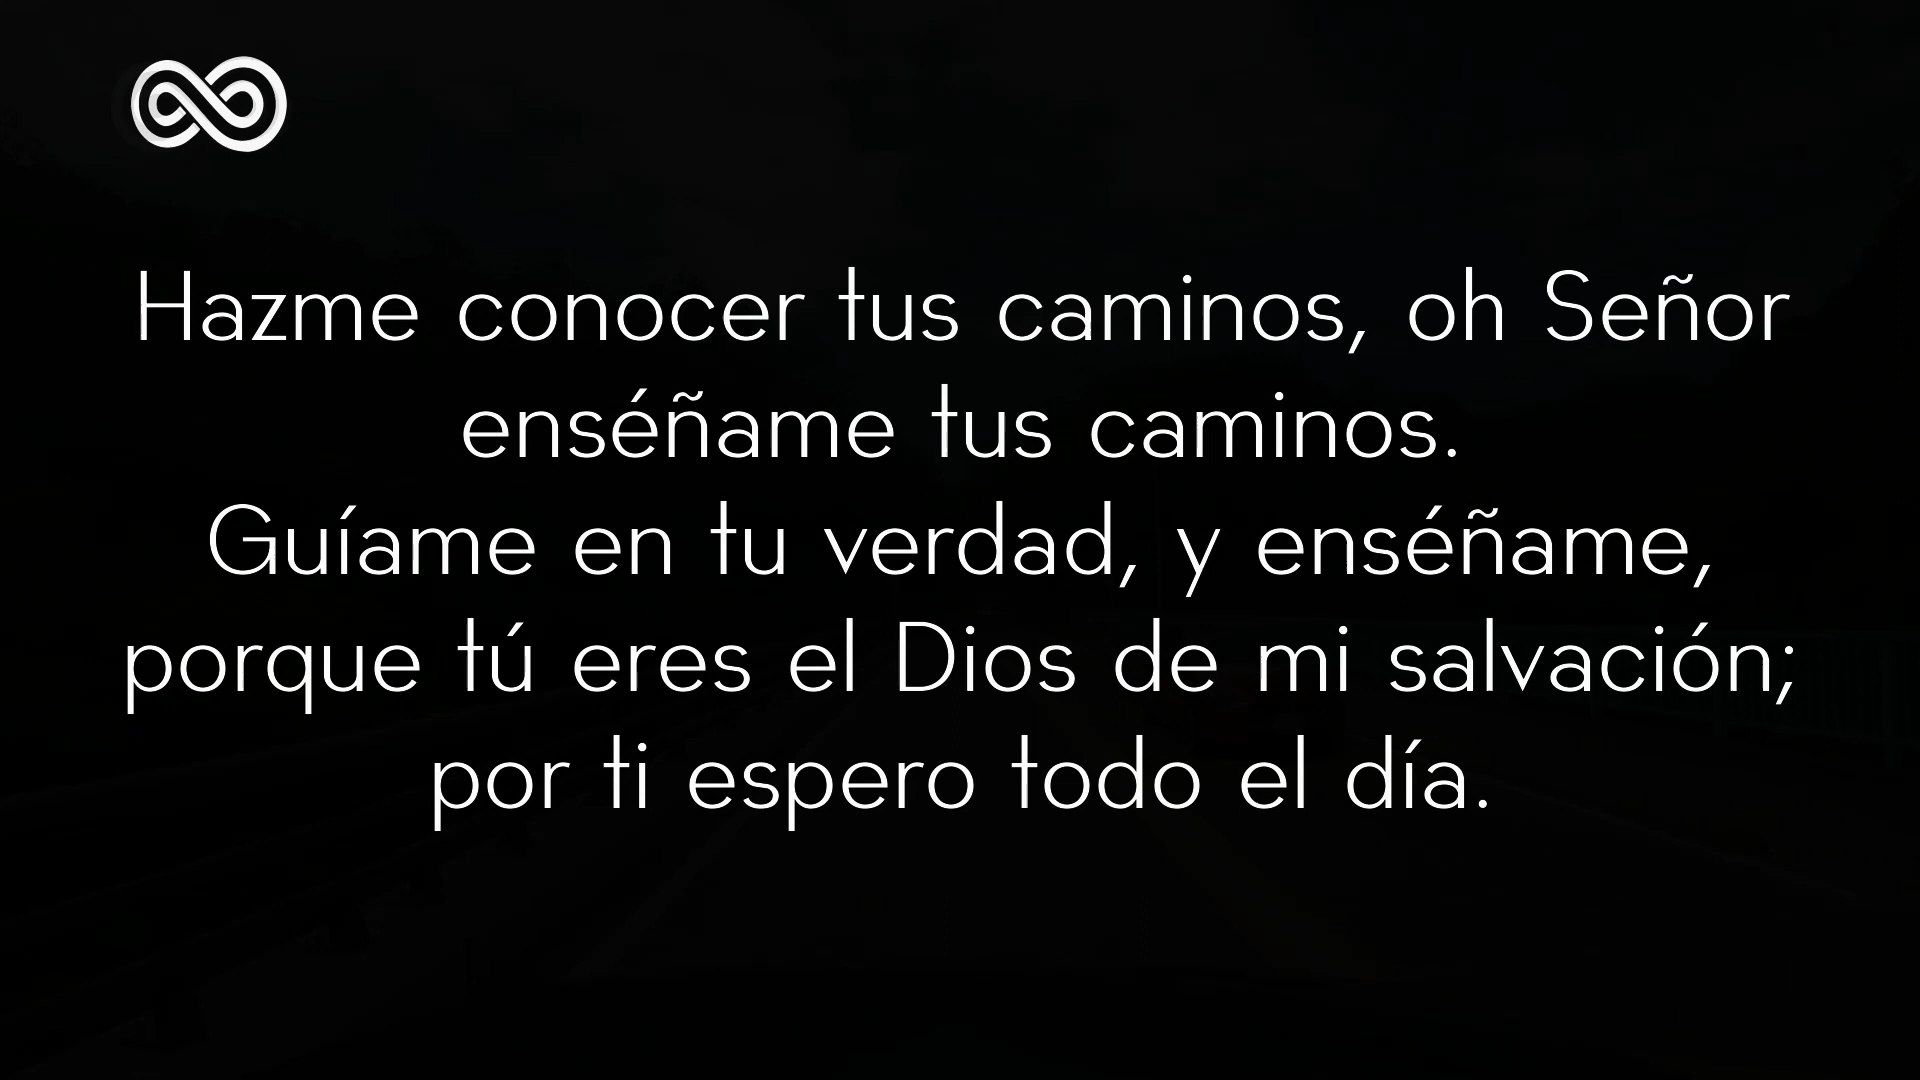 Hazme conocer tus caminos, oh Señor
enséñame tus caminos.
Guíame en tu verdad, y enséñame,
porque tú eres el Dios de mi salvación;
por ti espero todo el día.